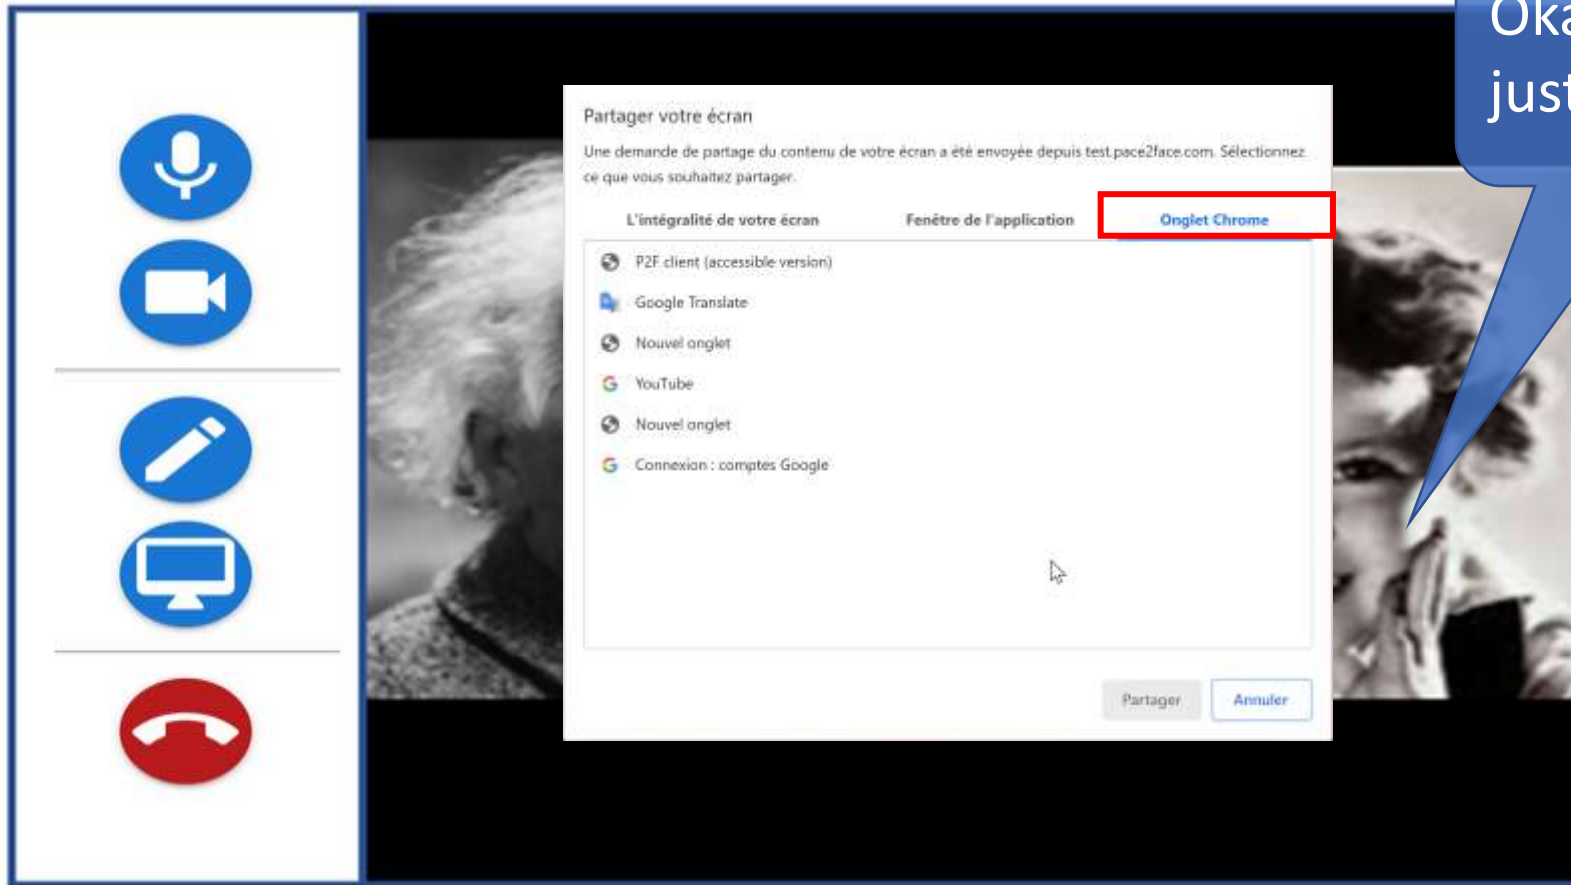 Oka
just
Partager votre écran
Une demande de partage du contenu de votre écran a été envoyée depuis test.pace2face.com. Sélectionnez
ce que vous souhaitez partager.
L'intégralité de votre écran Fenêtre de l'application Onglet Chrome
P2F client (accessible version)
Google Translate
Nouvel onglet
YouTube
Nouvel onglet
Connexion : comptes Google
Partager Annuler